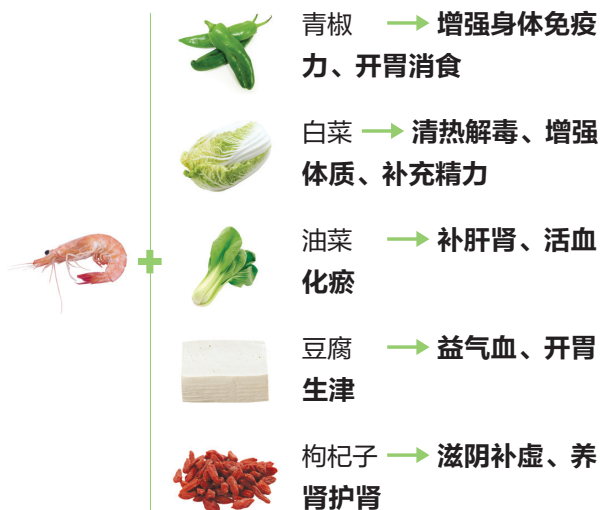 青椒 → 增强身体免疫
力、开胃消食
白菜 → 清热解毒、增强
体质、补充精力
油菜 → 补肝肾、活血
化瘀
豆腐 → 益气血、开胃
生津
枸杞子 → 滋阴补虚、养
肾护肾